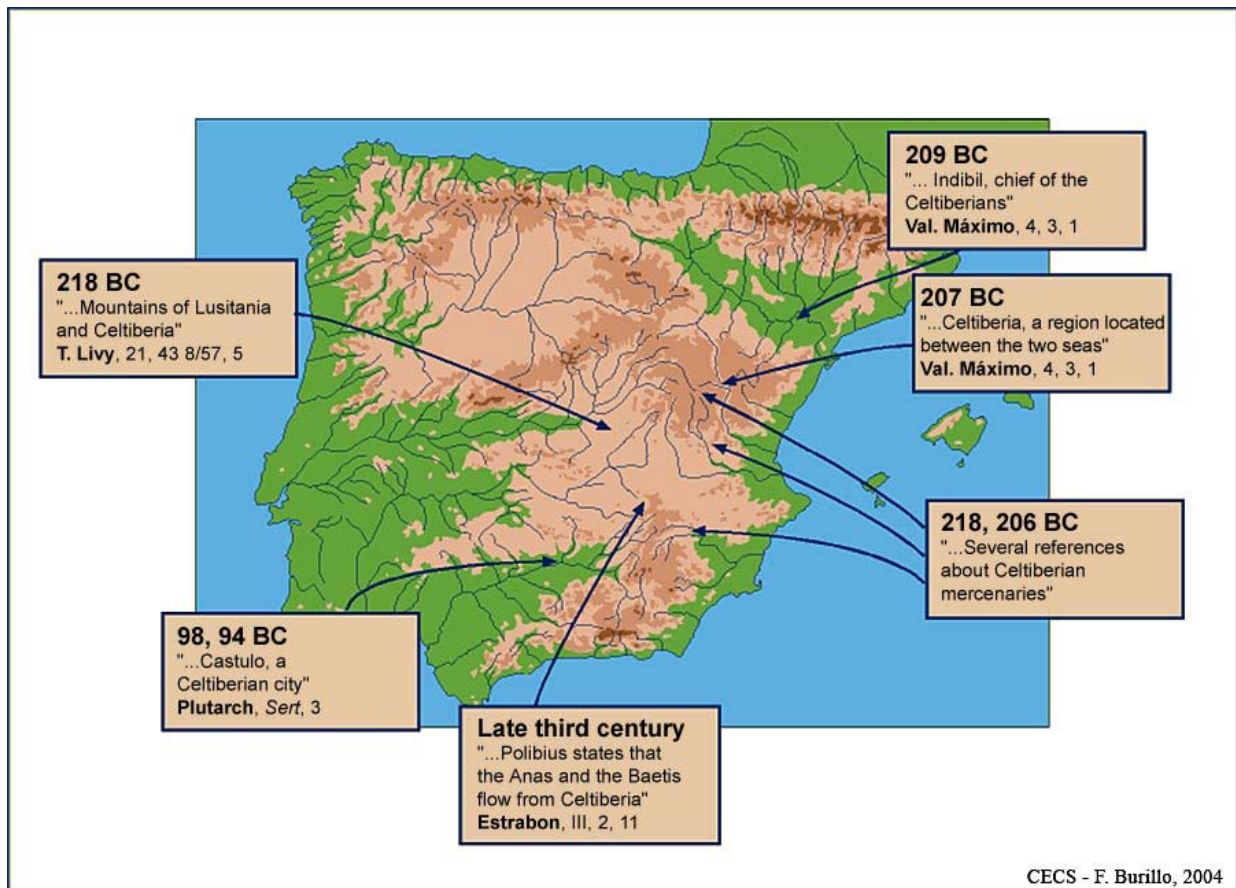 209 BC
"... Indibil, chief of the
Celtiberians"
Val. Máximo, 4, 3, 1
218 BC
"...Mountains of Lusitania
and Celtiberia"
T. Livy, 21, 43 8/57, 5
207 BC
"...Celtiberia, a region located
between the two seas"
Val. Máximo, 4, 3, 1
218, 206 BC
"...Several references
about Celtiberian
mercenaries"
98, 94 BC
"...Castulo, a
Celtiberian city"
Plutarch, Sert, 3
Late third century
"...Polibius states that
the Anas and the Baetis
flow from Celtiberia"
Estrabon, III, 2, 11
CECS - F. Burillo, 2004